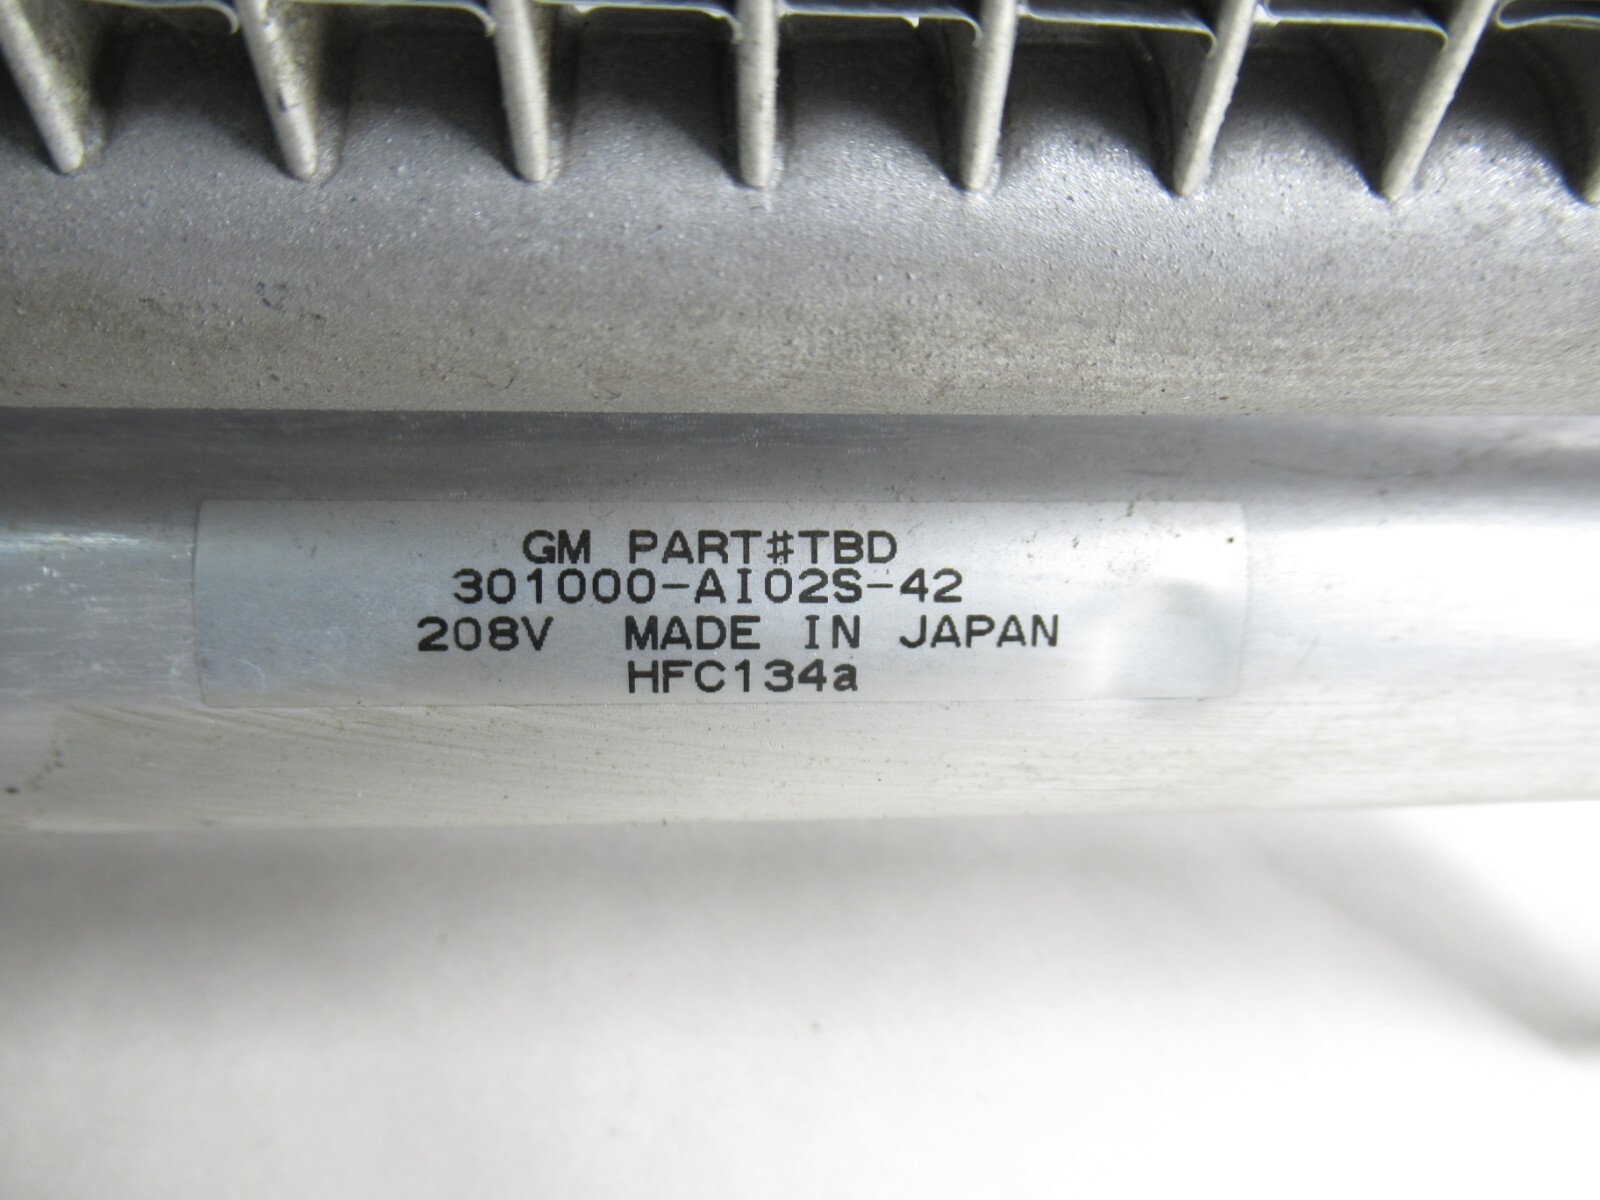 GM PART#TBD
301000-AI02S-42
208V MADE IN JAPAN
HFC134a